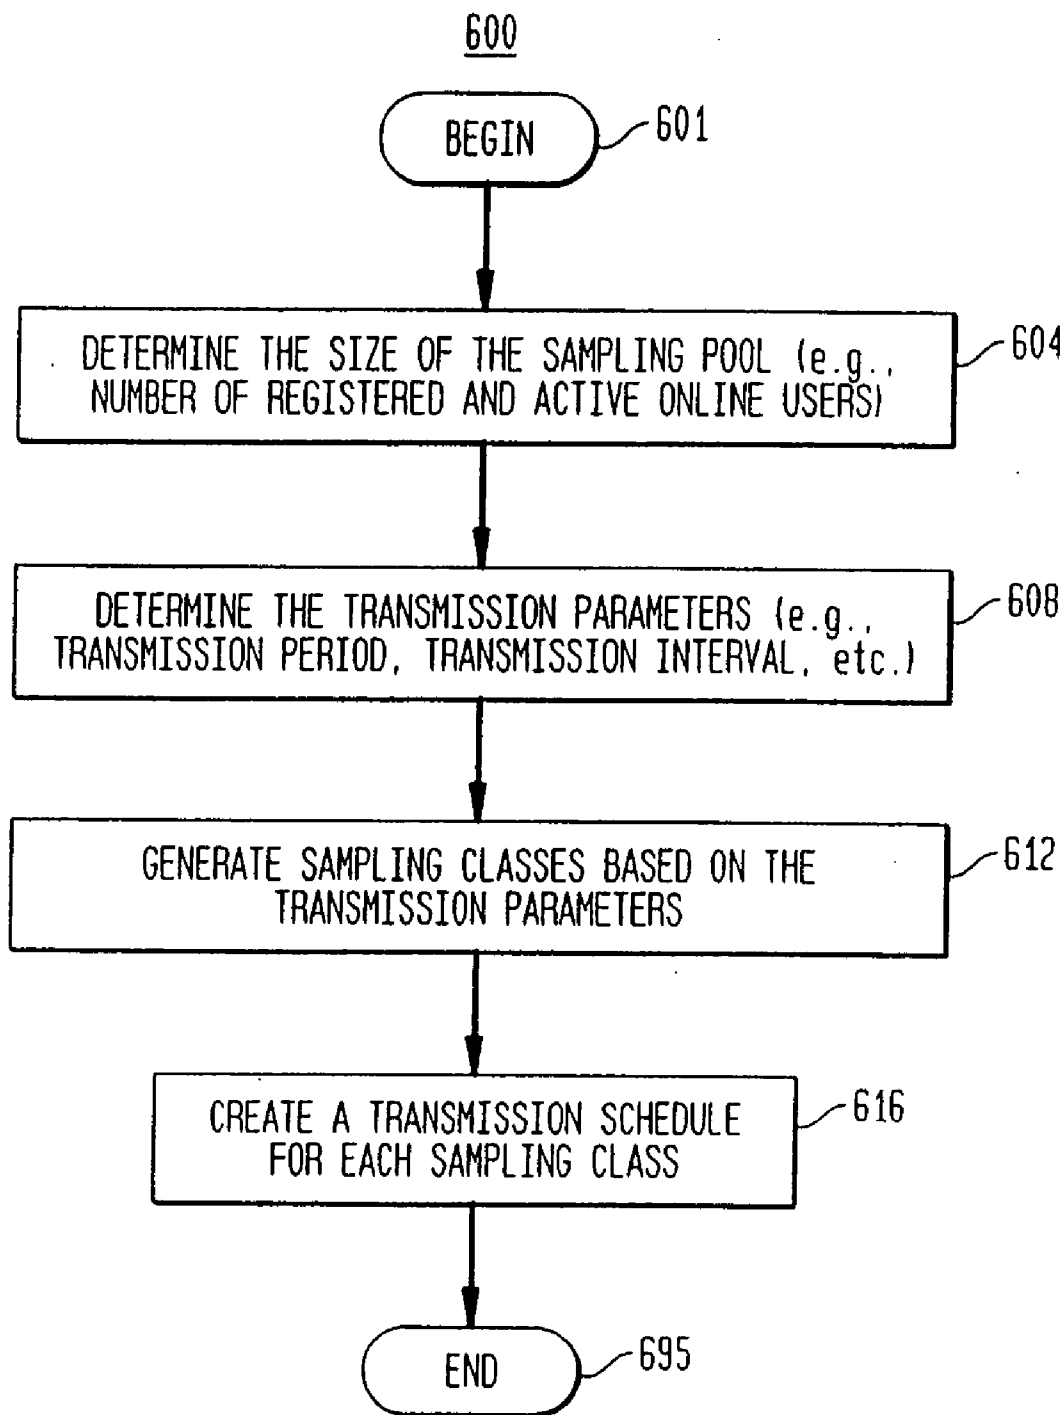 600
BEGIN
601
DETERMINE THE SIZE OF THE SAMPLING POOL (e.g.,
NUMBER OF REGISTERED AND ACTIVE ONLINE USERS)
604
DETERMINE THE TRANSMISSION PARAMETERS (e.g.,
TRANSMISSION PERIOD, TRANSMISSION INTERVAL, etc.)
608
GENERATE SAMPLING CLASSES BASED ON THE
TRANSMISSION PARAMETERS
612
CREATE A TRANSMISSION SCHEDULE
FOR EACH SAMPLING CLASS
616
END
695